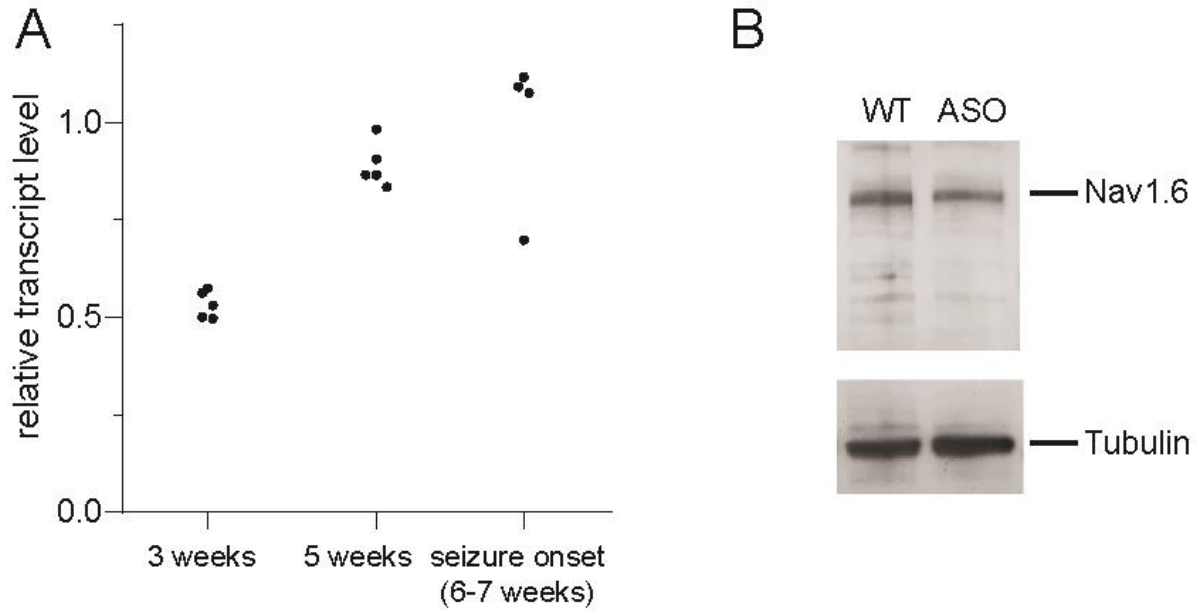 A
relative transcript level
1.0
0.5
0.0
3 weeks
5 weeks
seizure onset
(6-7 weeks)
B
WT ASO
Nav1.6
Tubulin